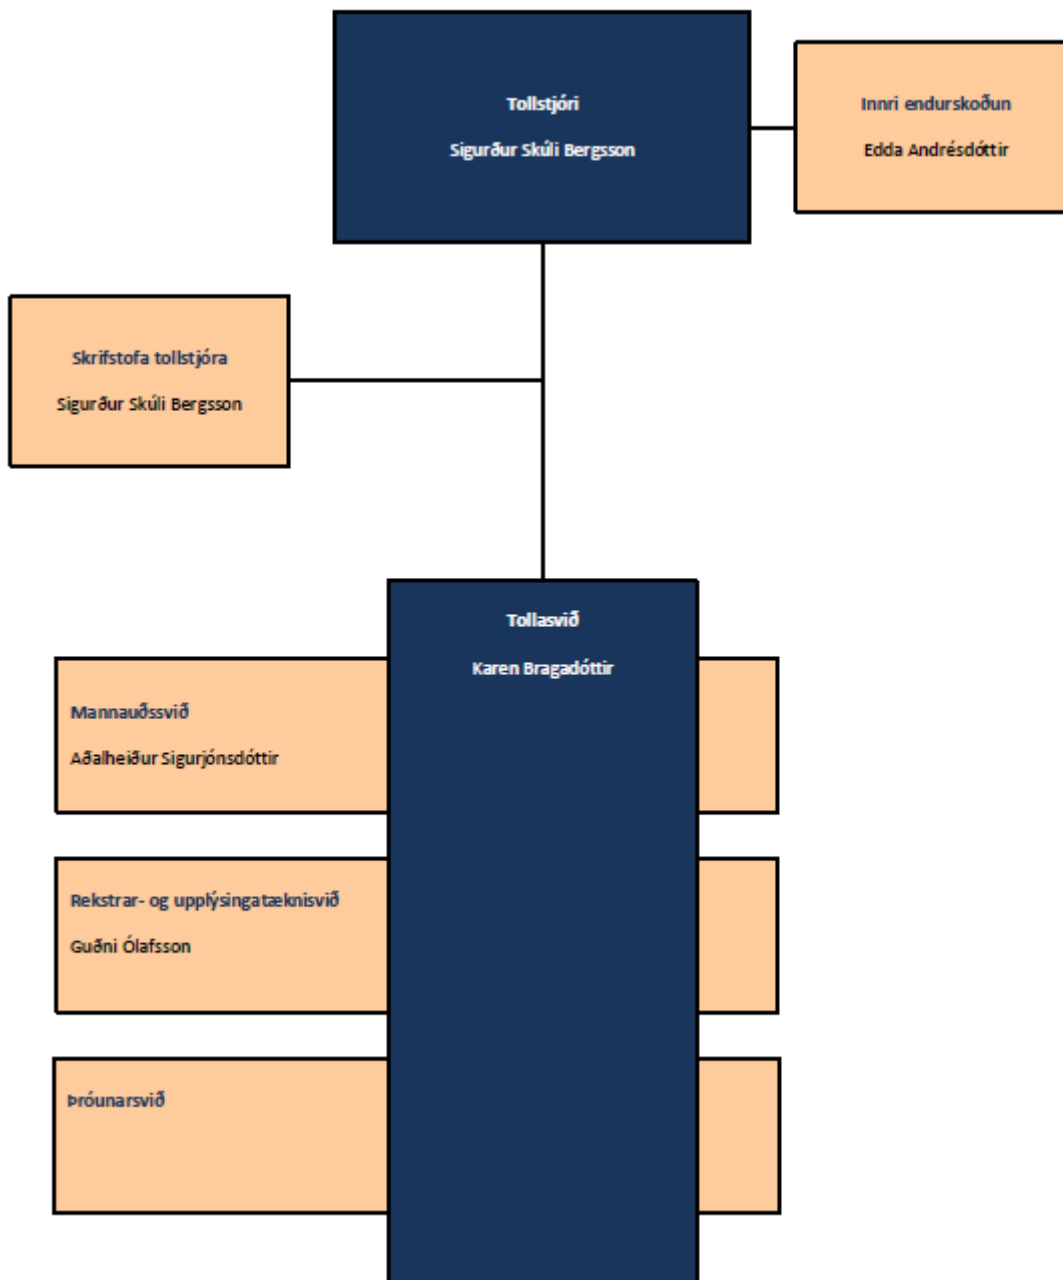 Tollstjóri
Sigurður Skúli Bergsson
Innri endurskoðun
Edda Andrésdóttir
Skrifstofa tollstjóra
Sigurður Skúli Bergsson
Tollasvið
Karen Bragadóttir
Mannauðssvið
Aðalheiður Sigurjónsdóttir
Rekstrar- og upplýsingatæknisvið
Guðni Ólafsson
Þróunarsvið